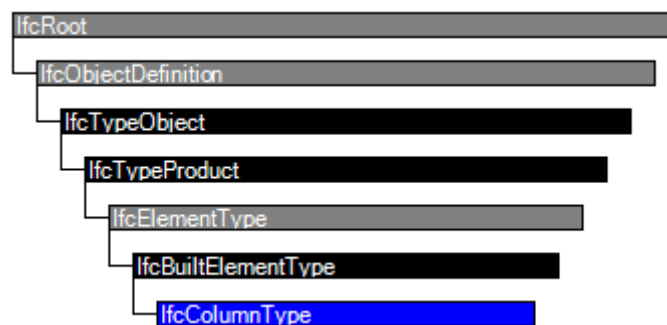 IfcRoot
IfcObjectDefinition
IfcTypeObject
IfcTypeProduct
IfcElementType
IfcBuiltElementType
IfcColumnType